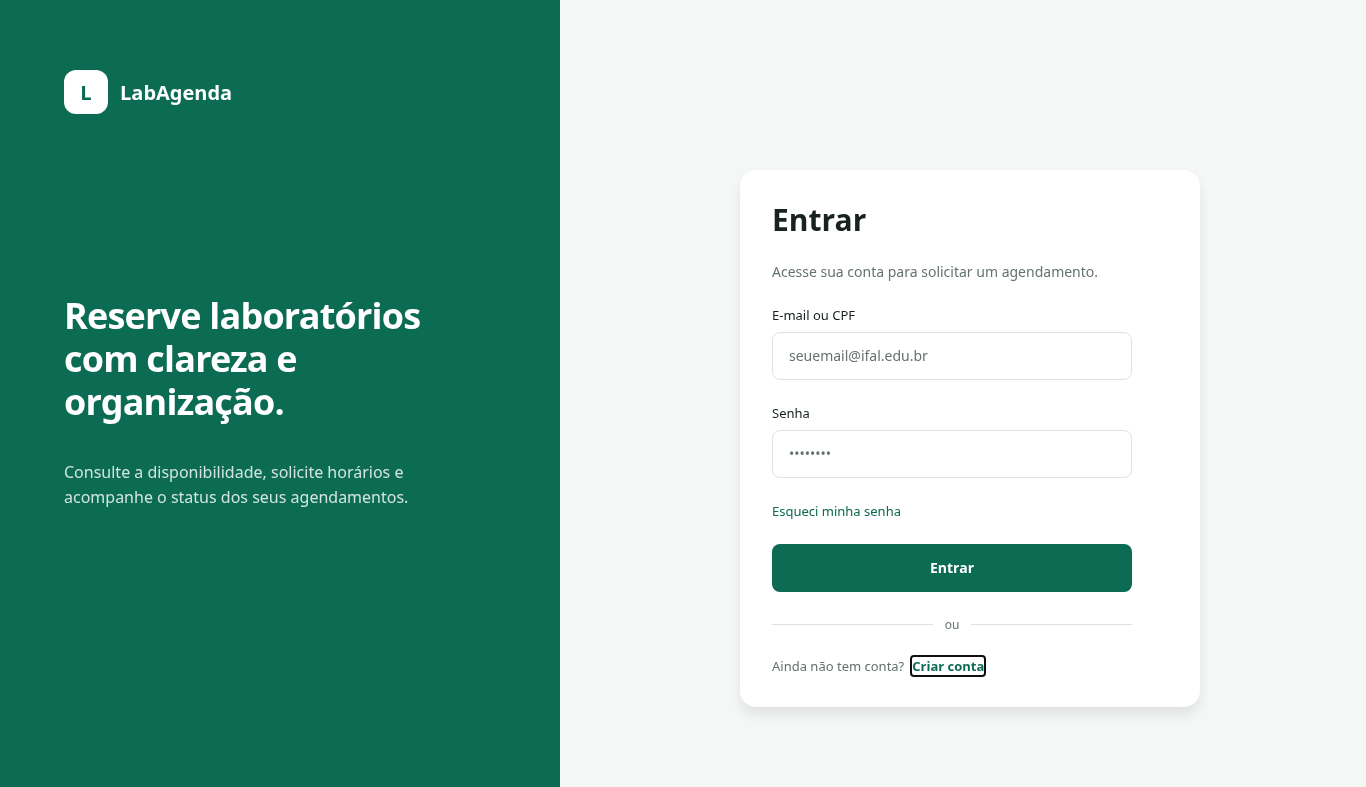 L
LabAgenda
Reserve laboratórios
com clareza e
organização.
Consulte a disponibilidade, solicite horários e
acompanhe o status dos seus agendamentos.
Entrar
Acesse sua conta para solicitar um agendamento.
E-mail ou CPF
seuemail@ifal.edu.br
Senha
••••••••
Esqueci minha senha
Entrar
ou
Ainda não tem conta? Criar conta